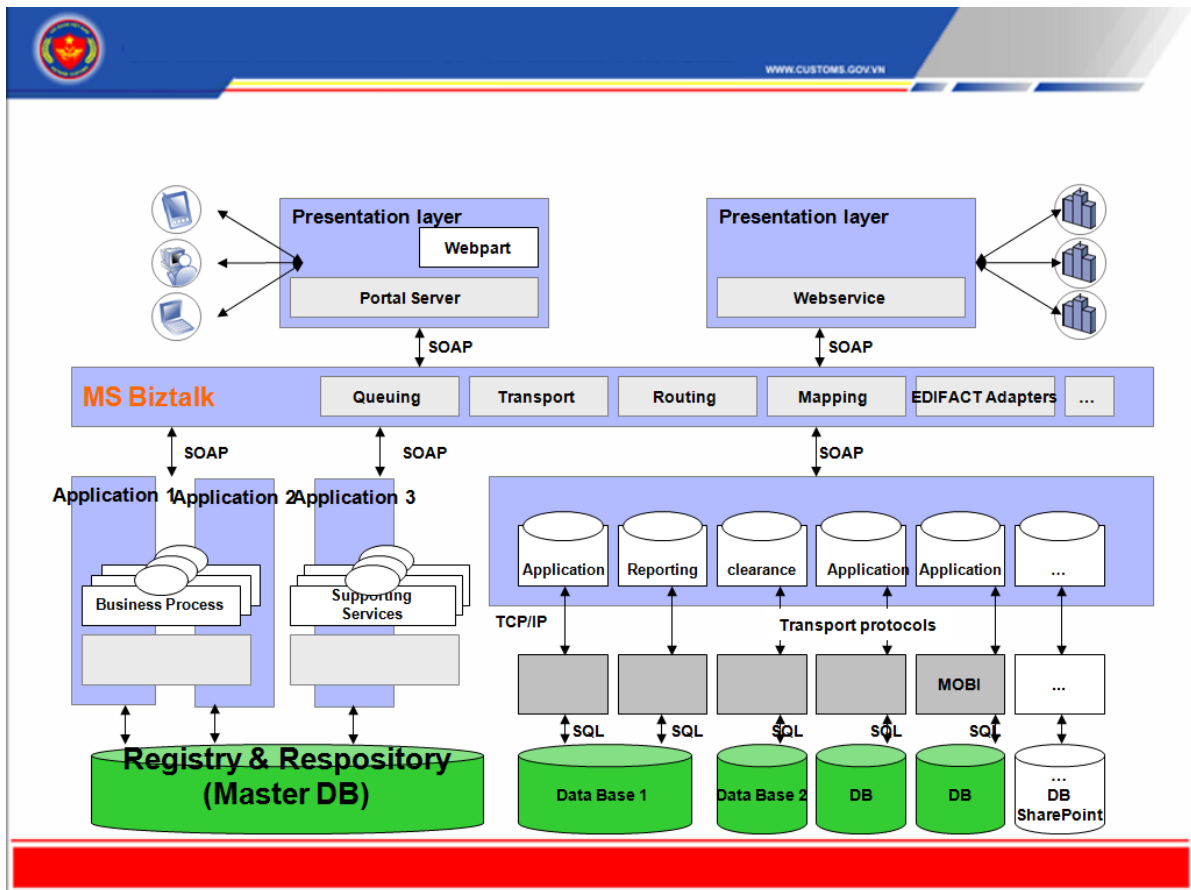 WWW.CUSTOMS.GOV.VN
Presentation layer
Webpart
Portal Server
Presentation layer
Webservice
SOAP
SOAP
MS Biztalk
Queuing
Transport
Routing
Mapping
EDIFACT Adapters
...
SOAP
SOAP
SOAP
Application 1
Application 2
Application 3
Business Process
Supporting
Services
Application
Reporting
clearance
Application
Application
...
TCP/IP
Transport protocols
MOBI
...
SQL
SQL
SQL
SQL
SQL
Registry & Respository
(Master DB)
Data Base 1
Data Base 2
DB
DB
...
DB
SharePoint